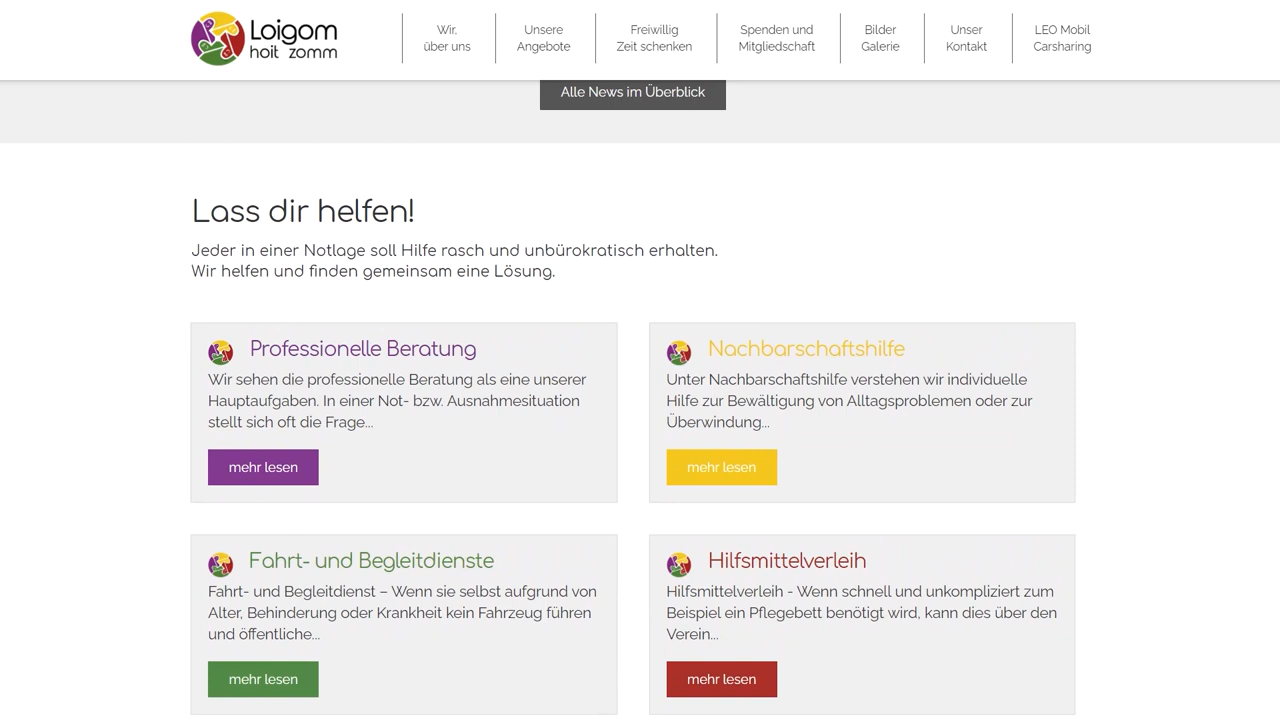 Loigom
hoit zomm
Wir,
über uns
Unsere
Angebote
Freiwillig
Zeit schenken
Spenden und
Mitgliedschaft
Bilder
Galerie
Unser
Kontakt
LEO Mobil
Carsharing
Alle News im Überblick
Lass dir helfen!
Jeder in einer Notlage soll Hilfe rasch und unbürokratisch erhalten.
Wir helfen und finden gemeinsam eine Lösung.
Professionelle Beratung
Wir sehen die professionelle Beratung als eine unserer
Hauptaufgaben. In einer Not- bzw. Ausnahmesituation
stellt sich oft die Frage...
mehr lesen
Nachbarschaftshilfe
Unter Nachbarschaftshilfe verstehen wir individuelle
Hilfe zur Bewältigung von Alltagsproblemen oder zur
Überwindung...
mehr lesen
Fahrt- und Begleitdienste
Fahrt- und Begleitdienst – Wenn sie selbst aufgrund von
Alter, Behinderung oder Krankheit kein Fahrzeug führen
und öffentliche...
mehr lesen
Hilfsmittelverleih
Hilfsmittelverleih - Wenn schnell und unkompliziert zum
Beispiel ein Pflegebett benötigt wird, kann dies über den
Verein...
mehr lesen